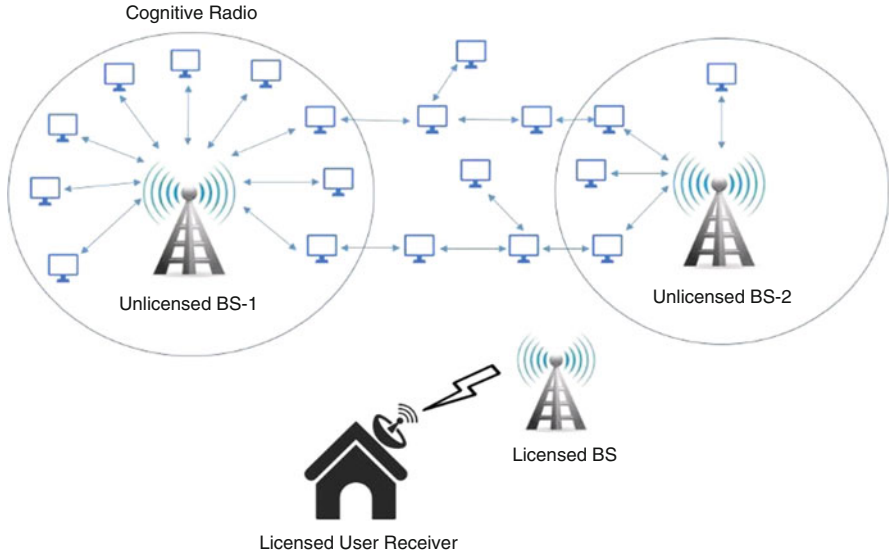 Cognitive Radio
Unlicensed BS-1
Unlicensed BS-2
Licensed BS
Licensed User Receiver